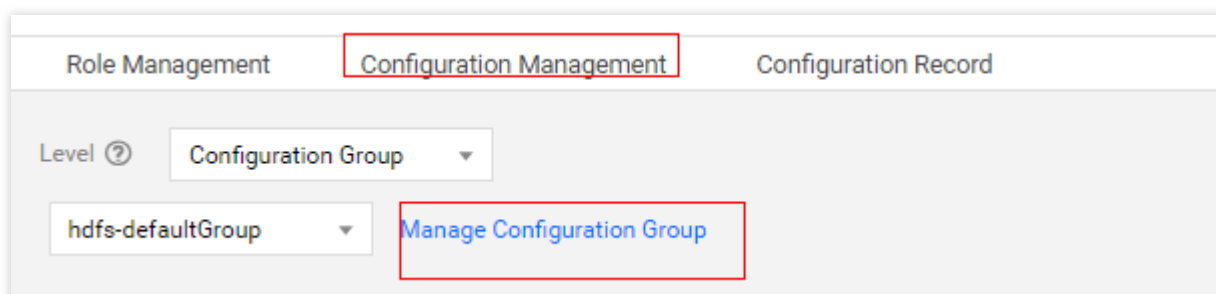 Role Management Configuration Management Configuration Record
Level ? Configuration Group
hdfs-defaultGroup Manage Configuration Group